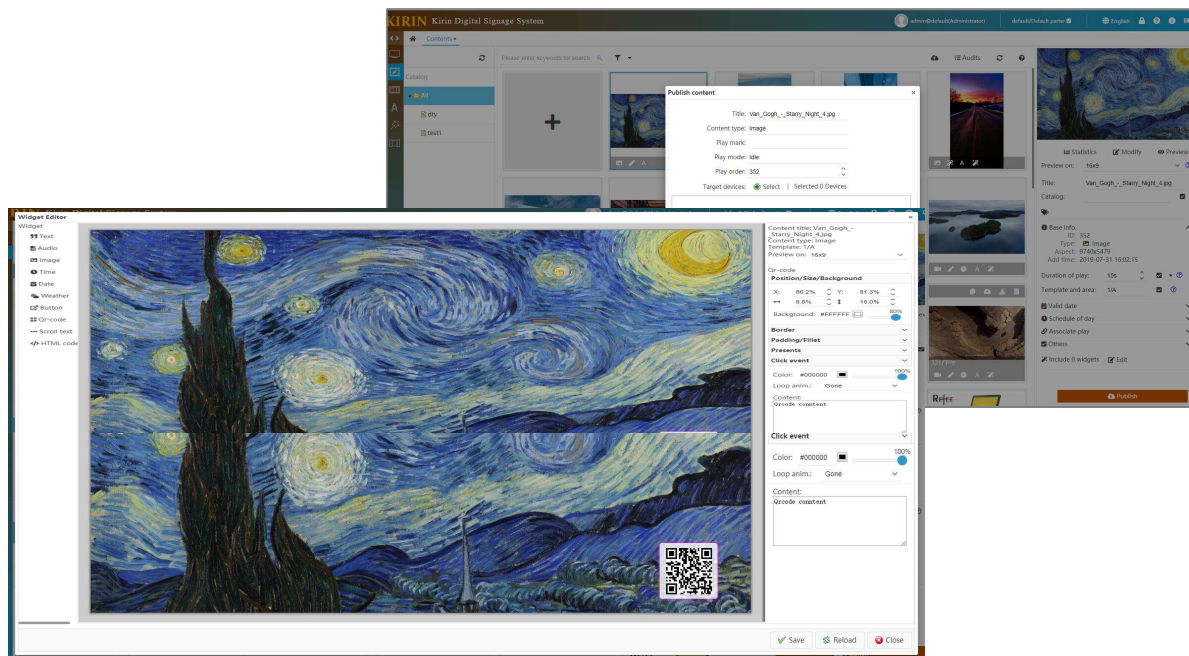 KIRIN Kirin Digital Signage System
admin@default(Administrator)
default/Default parter
English
Contents
Please enter keywords for search
Audits
Catalog
All
dty
test1
Publish content
Title: Van_Gogh_-_Starry_Night_4.jpg
Content type: Image
Play mark:
Play mode: Idle
Play order: 352
Target devices: Select | Selected 0 Devices
Statistics Modify Preview
Preview on: 16x9
Title: Van_Gogh_-_Starry_Night_4.jpg
Catalog:
Base Info.
ID: 352
Type: Image
Aspect: 9740x5479
Add time: 2019-07-31 16:02:15
Duration of play: 15s
Template and area: 1/A
Valid date
Schedule of day
Associate play
Others
Include 0 widgets Edit
Publish
Widget Editor
Widget
Text
Audio
Image
Time
Date
Weather
Button
Qr-code
Scroll text
HTML code
Content title: Van_Gogh_-
_Starry_Night_4.jpg
Content type: Image
Template: 1/A
Preview on: 16x9
Qr-code
Position/Size/Background
X: 86.2% Y: 81.3%
8.8% 18.0%
Background: #FFFFFF 80%
Border
Padding/Fillet
Presents
Click event
Color: #000000 100%
Loop anim.: Gone
Content:
Qrcode constent
Click event
Color: #000000 100%
Loop anim.: Gone
Content:
Qrcode constent
Save Reload Close